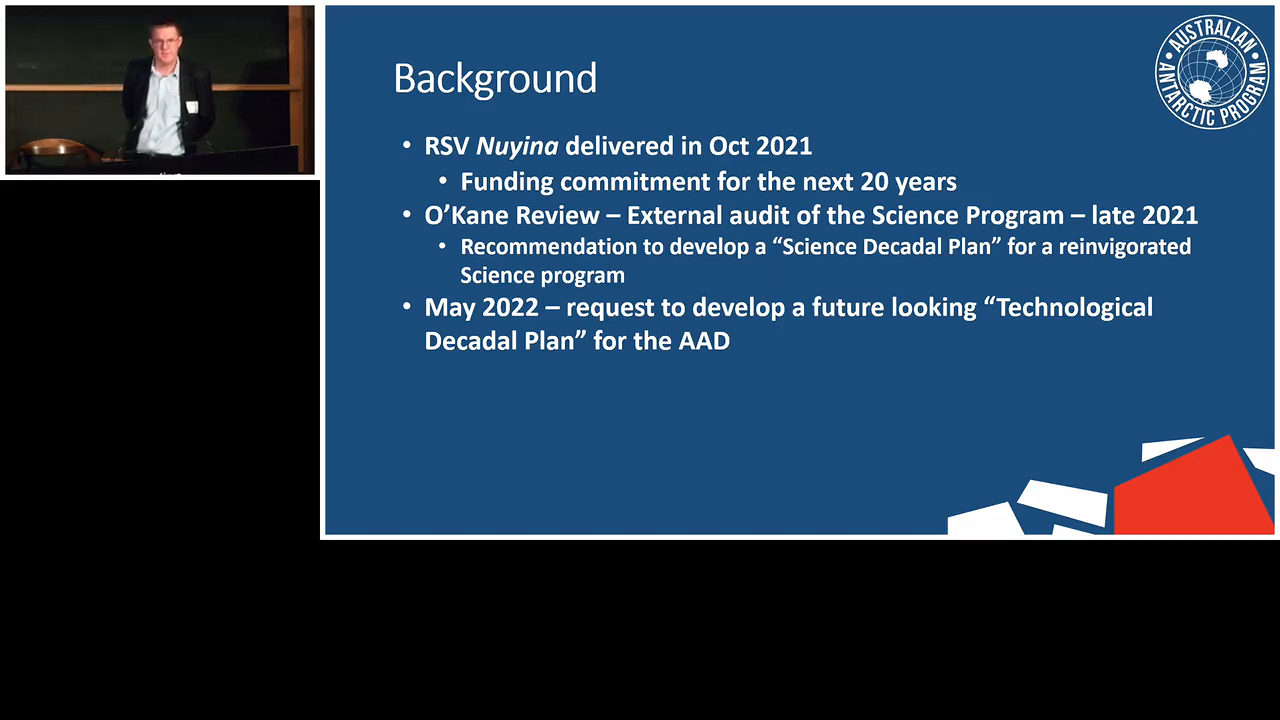 Background
AUSTRALIAN
ANTARCTIC PROGRAM
• RSV Nuyina delivered in Oct 2021
• Funding commitment for the next 20 years
• O’Kane Review – External audit of the Science Program – late 2021
• Recommendation to develop a “Science Decadal Plan” for a reinvigorated
Science program
• May 2022 – request to develop a future looking “Technological
Decadal Plan” for the AAD